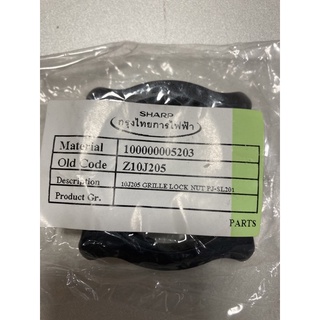 SHARP
กรุงไทยการไฟฟ้า
Material 100000005203
Old Code Z10J205
Description 10J205 GRILLE LOCK NUT PJ-SL201
Product Gr.
PARTS